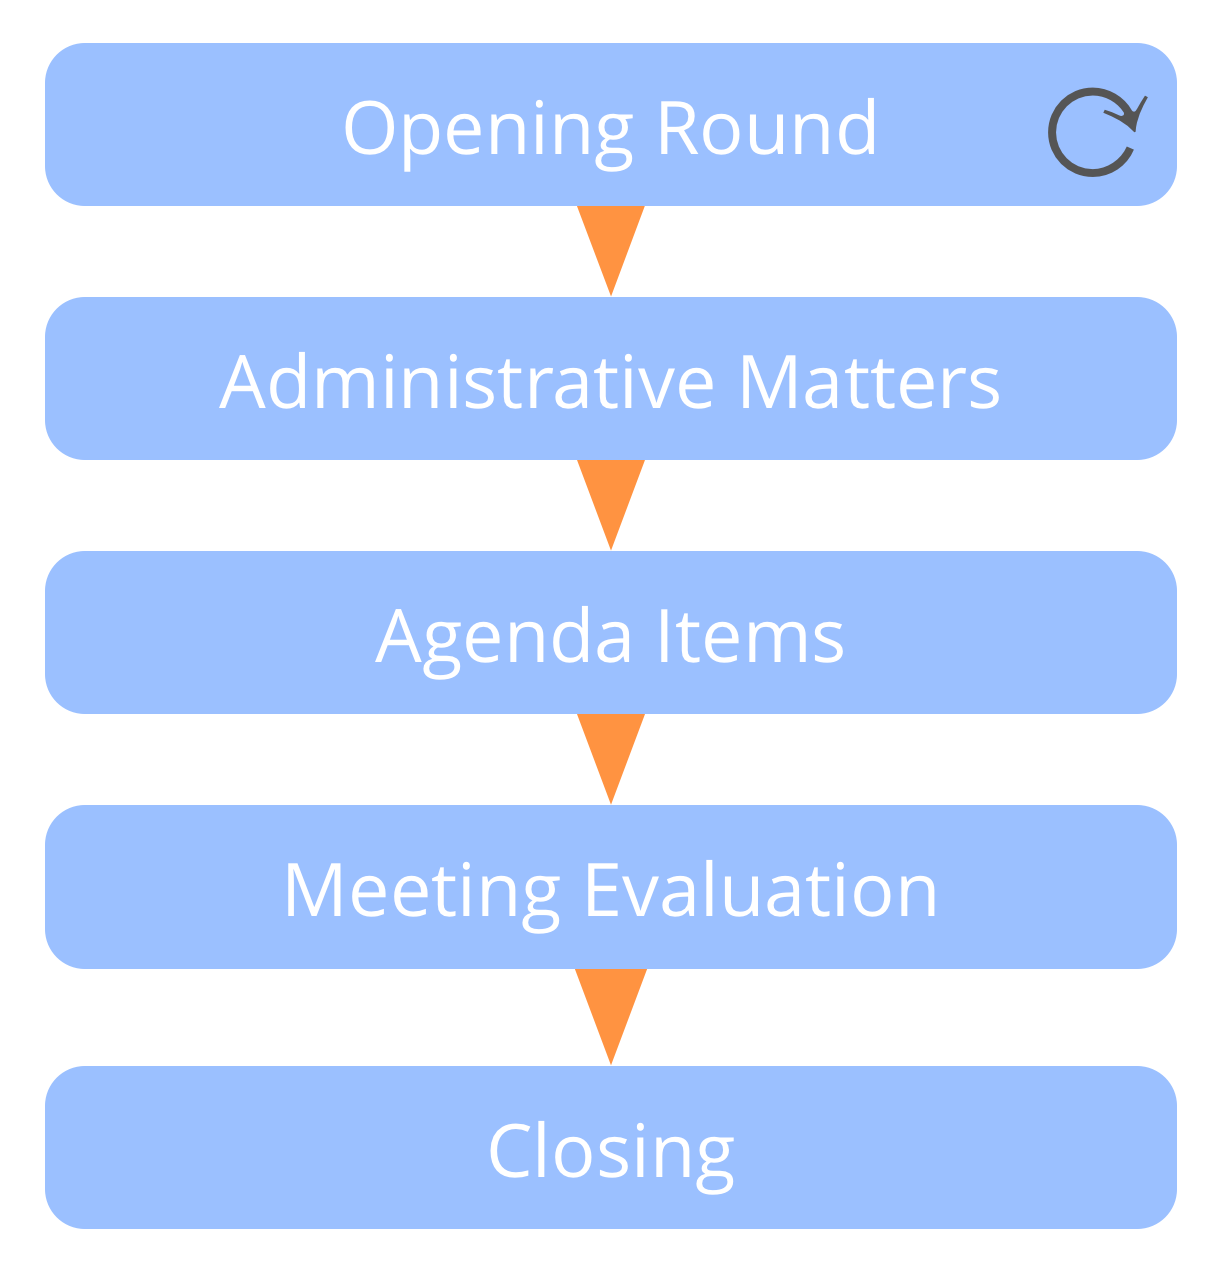 Opening Round
Administrative Matters
Agenda Items
Meeting Evaluation
Closing